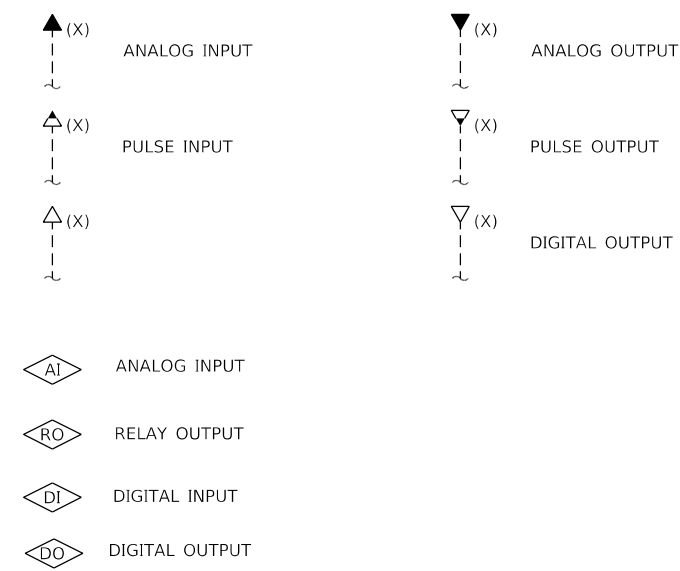 (X) ANALOG INPUT
(X) ANALOG OUTPUT
(X) PULSE INPUT
(X) PULSE OUTPUT
(X)
(X) DIGITAL OUTPUT
AI ANALOG INPUT
RO RELAY OUTPUT
DI DIGITAL INPUT
DO DIGITAL OUTPUT